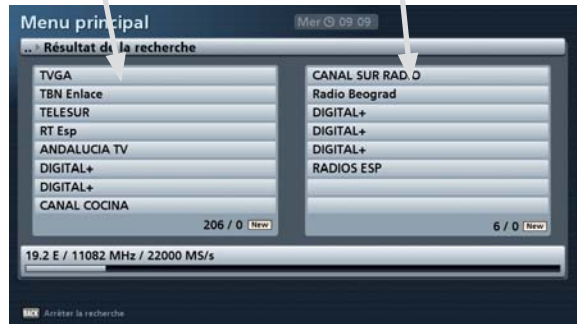 Menu principal
Mer 09 09
.. Résultat de la recherche
TVGA
TBN Enlace
TELESUR
RT Esp
ANDALUCIA TV
DIGITAL+
DIGITAL+
CANAL COCINA
206 / 0 New
CANAL SUR RADIO
Radio Beograd
DIGITAL+
DIGITAL+
DIGITAL+
RADIOS ESP
6 / 0 New
19.2 E / 11082 MHz / 22000 MS/s
BACK Arrêter la recherche